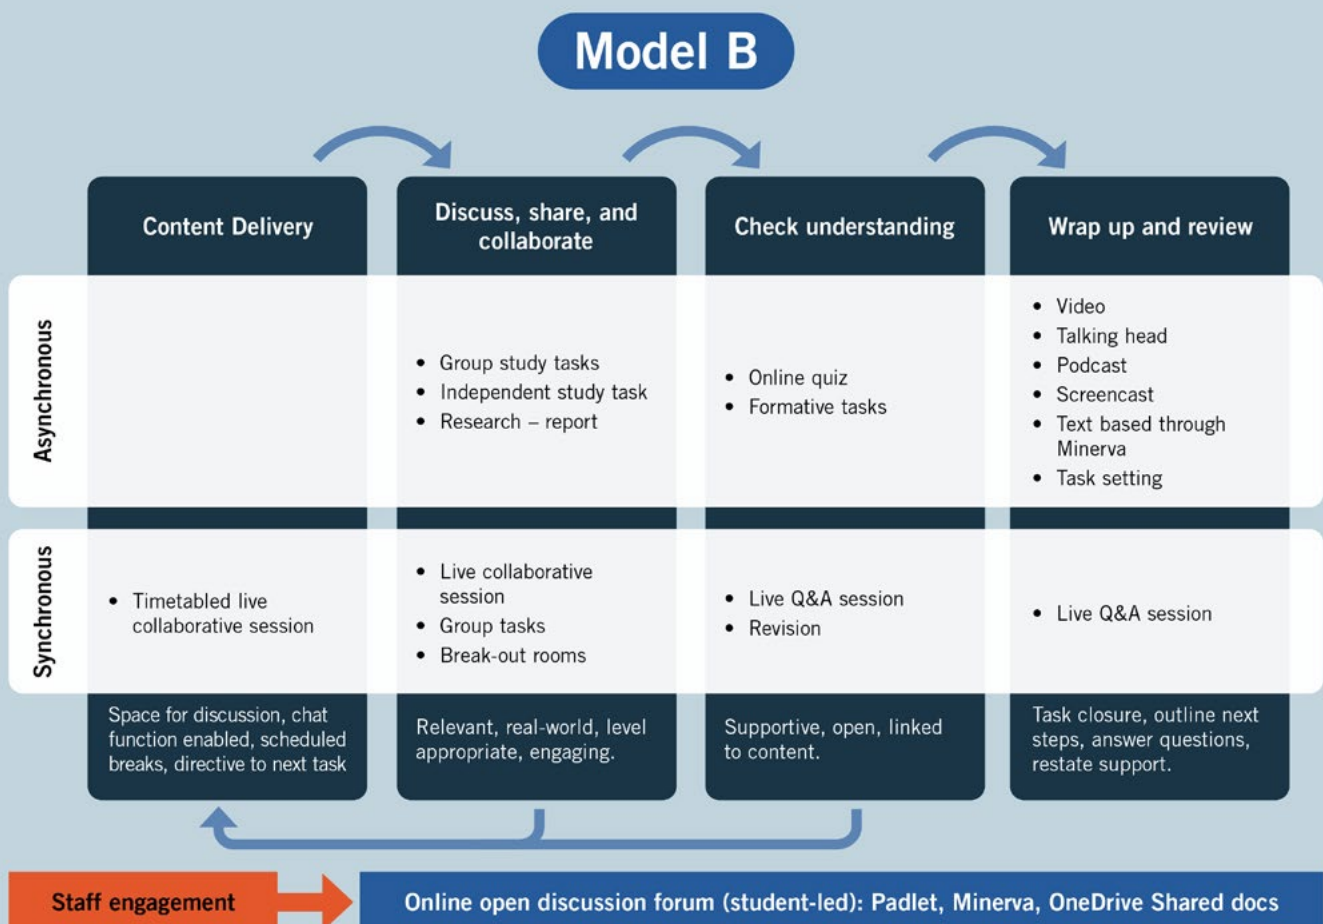 Model B
Content Delivery
Discuss, share, and
collaborate
Check understanding
Wrap up and review
Asynchronous
• Group study tasks
• Independent study task
• Research – report
• Online quiz
• Formative tasks
• Video
• Talking head
• Podcast
• Screencast
• Text based through
Minerva
• Task setting
Synchronous
• Timetabled live
collaborative session
• Live collaborative
session
• Group tasks
• Break-out rooms
• Live Q&A session
• Revision
• Live Q&A session
Space for discussion, chat
function enabled, scheduled
breaks, directive to next task
Relevant, real-world, level
appropriate, engaging.
Supportive, open, linked
to content.
Task closure, outline next
steps, answer questions,
restate support.
Staff engagement
Online open discussion forum (student-led): Padlet, Minerva, OneDrive Shared docs